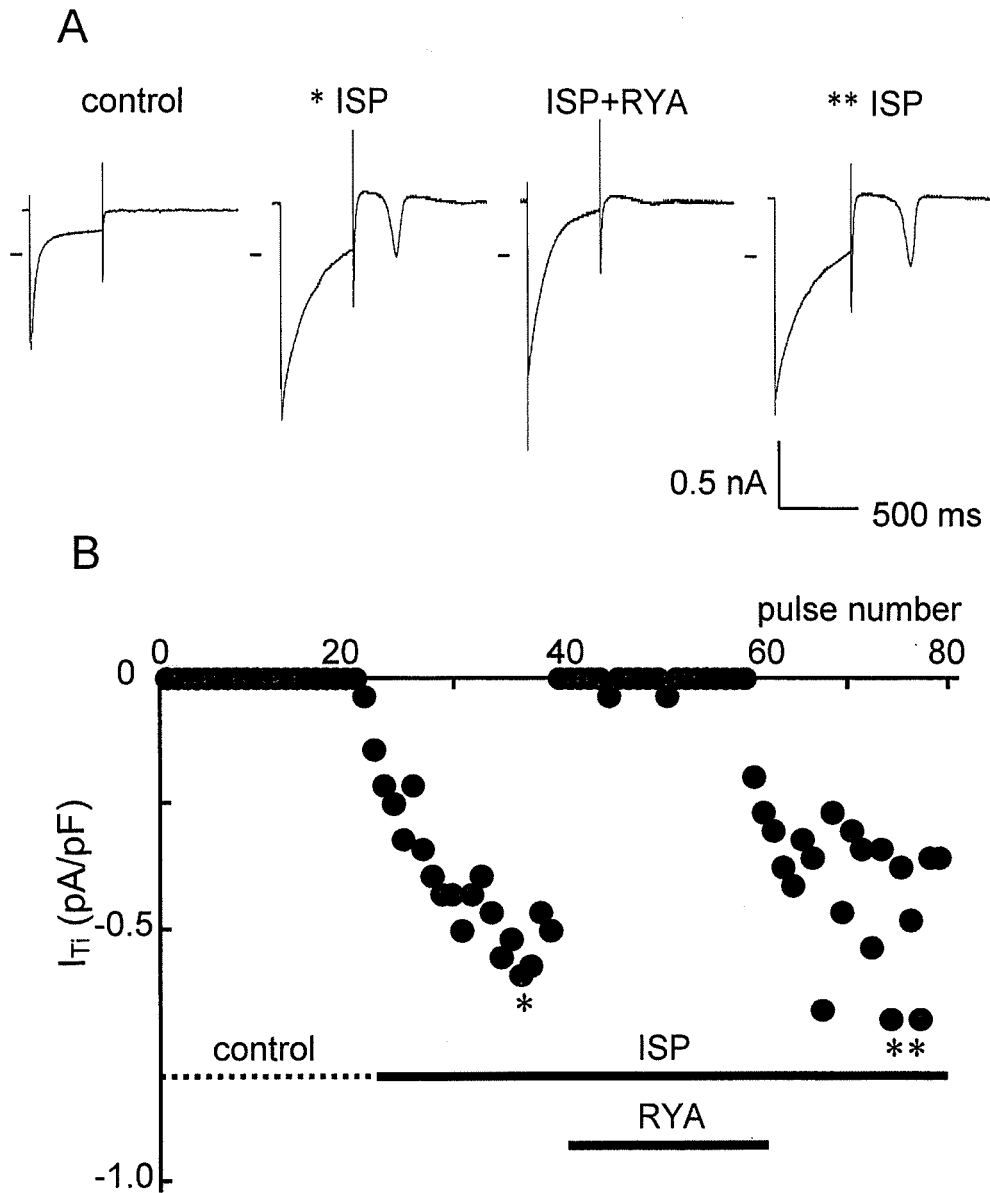 A
control
* ISP
ISP+RYA
** ISP
0.5 nA
500 ms
B
pulse number
0 20 40 60 80
0
-0.5
-1.0
I_Ti (pA/pF)
*
**
control
ISP
RYA